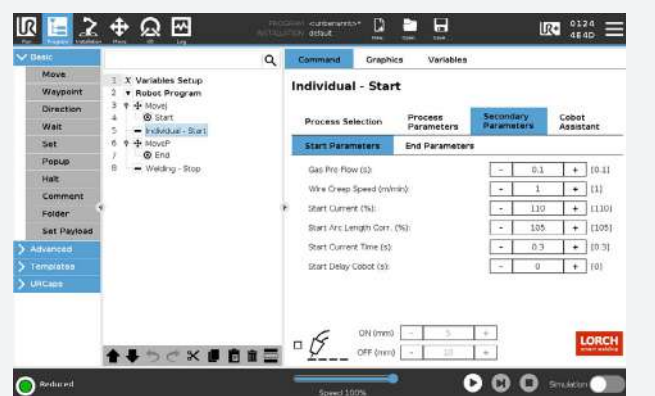 PROGRAM <unbenannt>*
INSTALLATION default
Run
Program
Installation
Move
I/O
Log
New...
Open...
Save...
UR+
0124
4E4D
Basic
Move
Waypoint
Direction
Wait
Set
Popup
Halt
Comment
Folder
Set Payload
Advanced
Templates
URCaps
1 X Variables Setup
2 Robot Program
3 MoveJ
4 Start
5 Individual - Start
6 MoveP
7 End
8 Welding - Stop
Command Graphics Variables
Individual - Start
Process Selection Process Parameters Secondary Parameters Cobot Assistant
Start Parameters End Parameters
Gas Pre-Flow (s): - 0.1 + [0.1]
Wire Creep Speed (m/min): - 1 + [1]
Start Current (%): - 110 + [110]
Start Arc Length Corr. (%): - 105 + [105]
Start Current Time (s): - 0.3 + [0.3]
Start Delay Cobot (s): - 0 + [0]
ON (mm) - 5 +
OFF (mm) - 10 +
LORCH
smart welding
Reduced
Speed 100%
Simulation